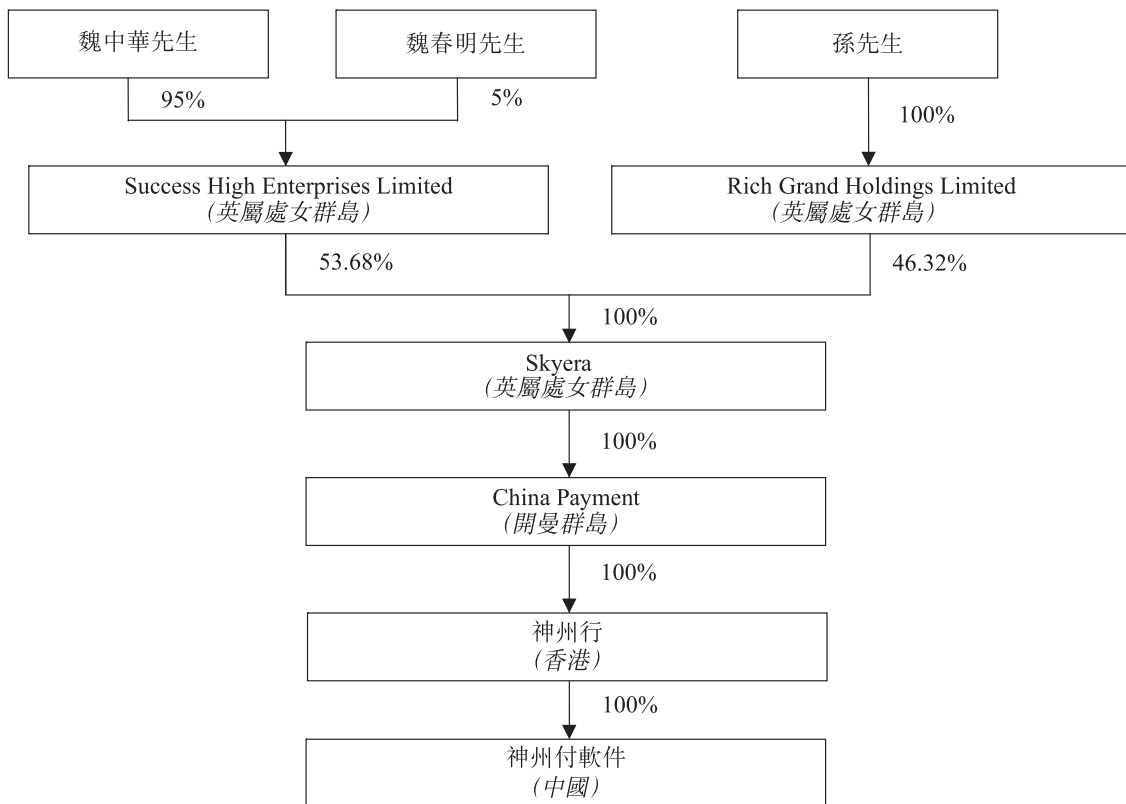 魏中華先生
魏春明先生
孫先生
95%
5%
100%
Success High Enterprises Limited
(英屬處女群島)
Rich Grand Holdings Limited
(英屬處女群島)
53.68%
46.32%
100%
Skyera
(英屬處女群島)
100%
China Payment
(開曼群島)
100%
神州行
(香港)
100%
神州付軟件
(中國)